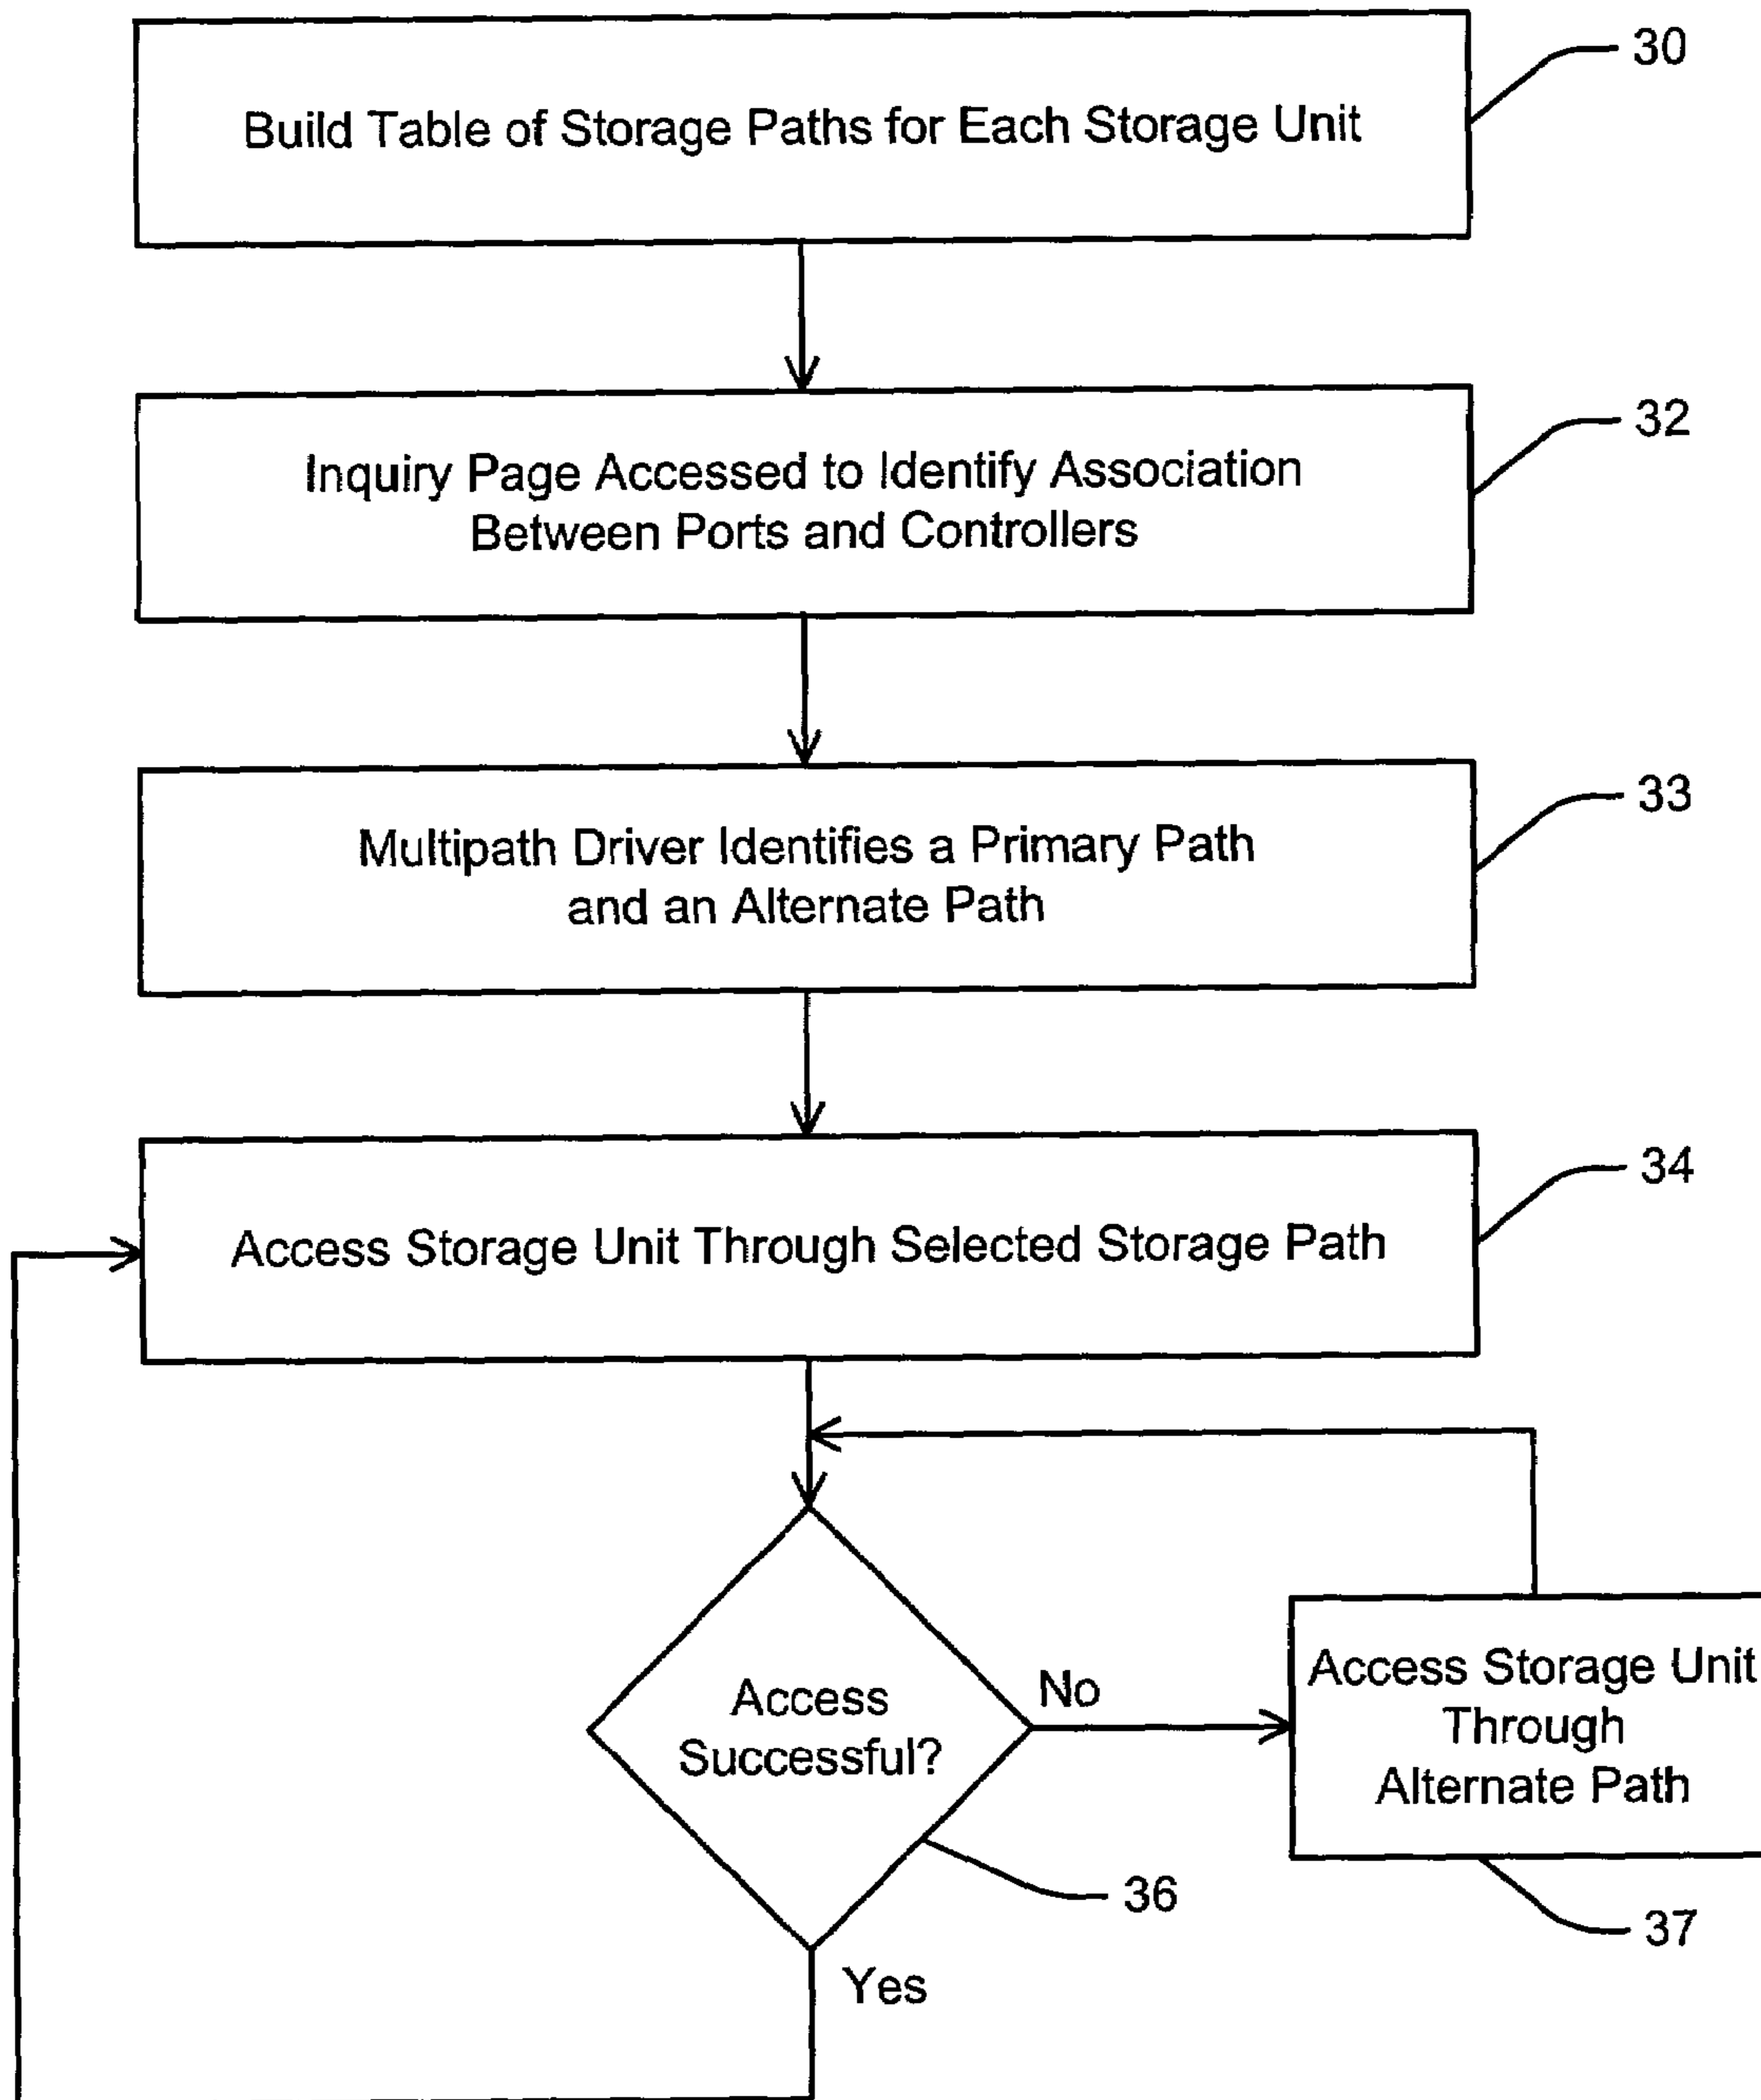 30
Build Table of Storage Paths for Each Storage Unit
32
Inquiry Page Accessed to Identify Association
Between Ports and Controllers
33
Multipath Driver Identifies a Primary Path
and an Alternate Path
34
Access Storage Unit Through Selected Storage Path
Access
Successful?
No
Access Storage Unit
Through
Alternate Path
36
37
Yes